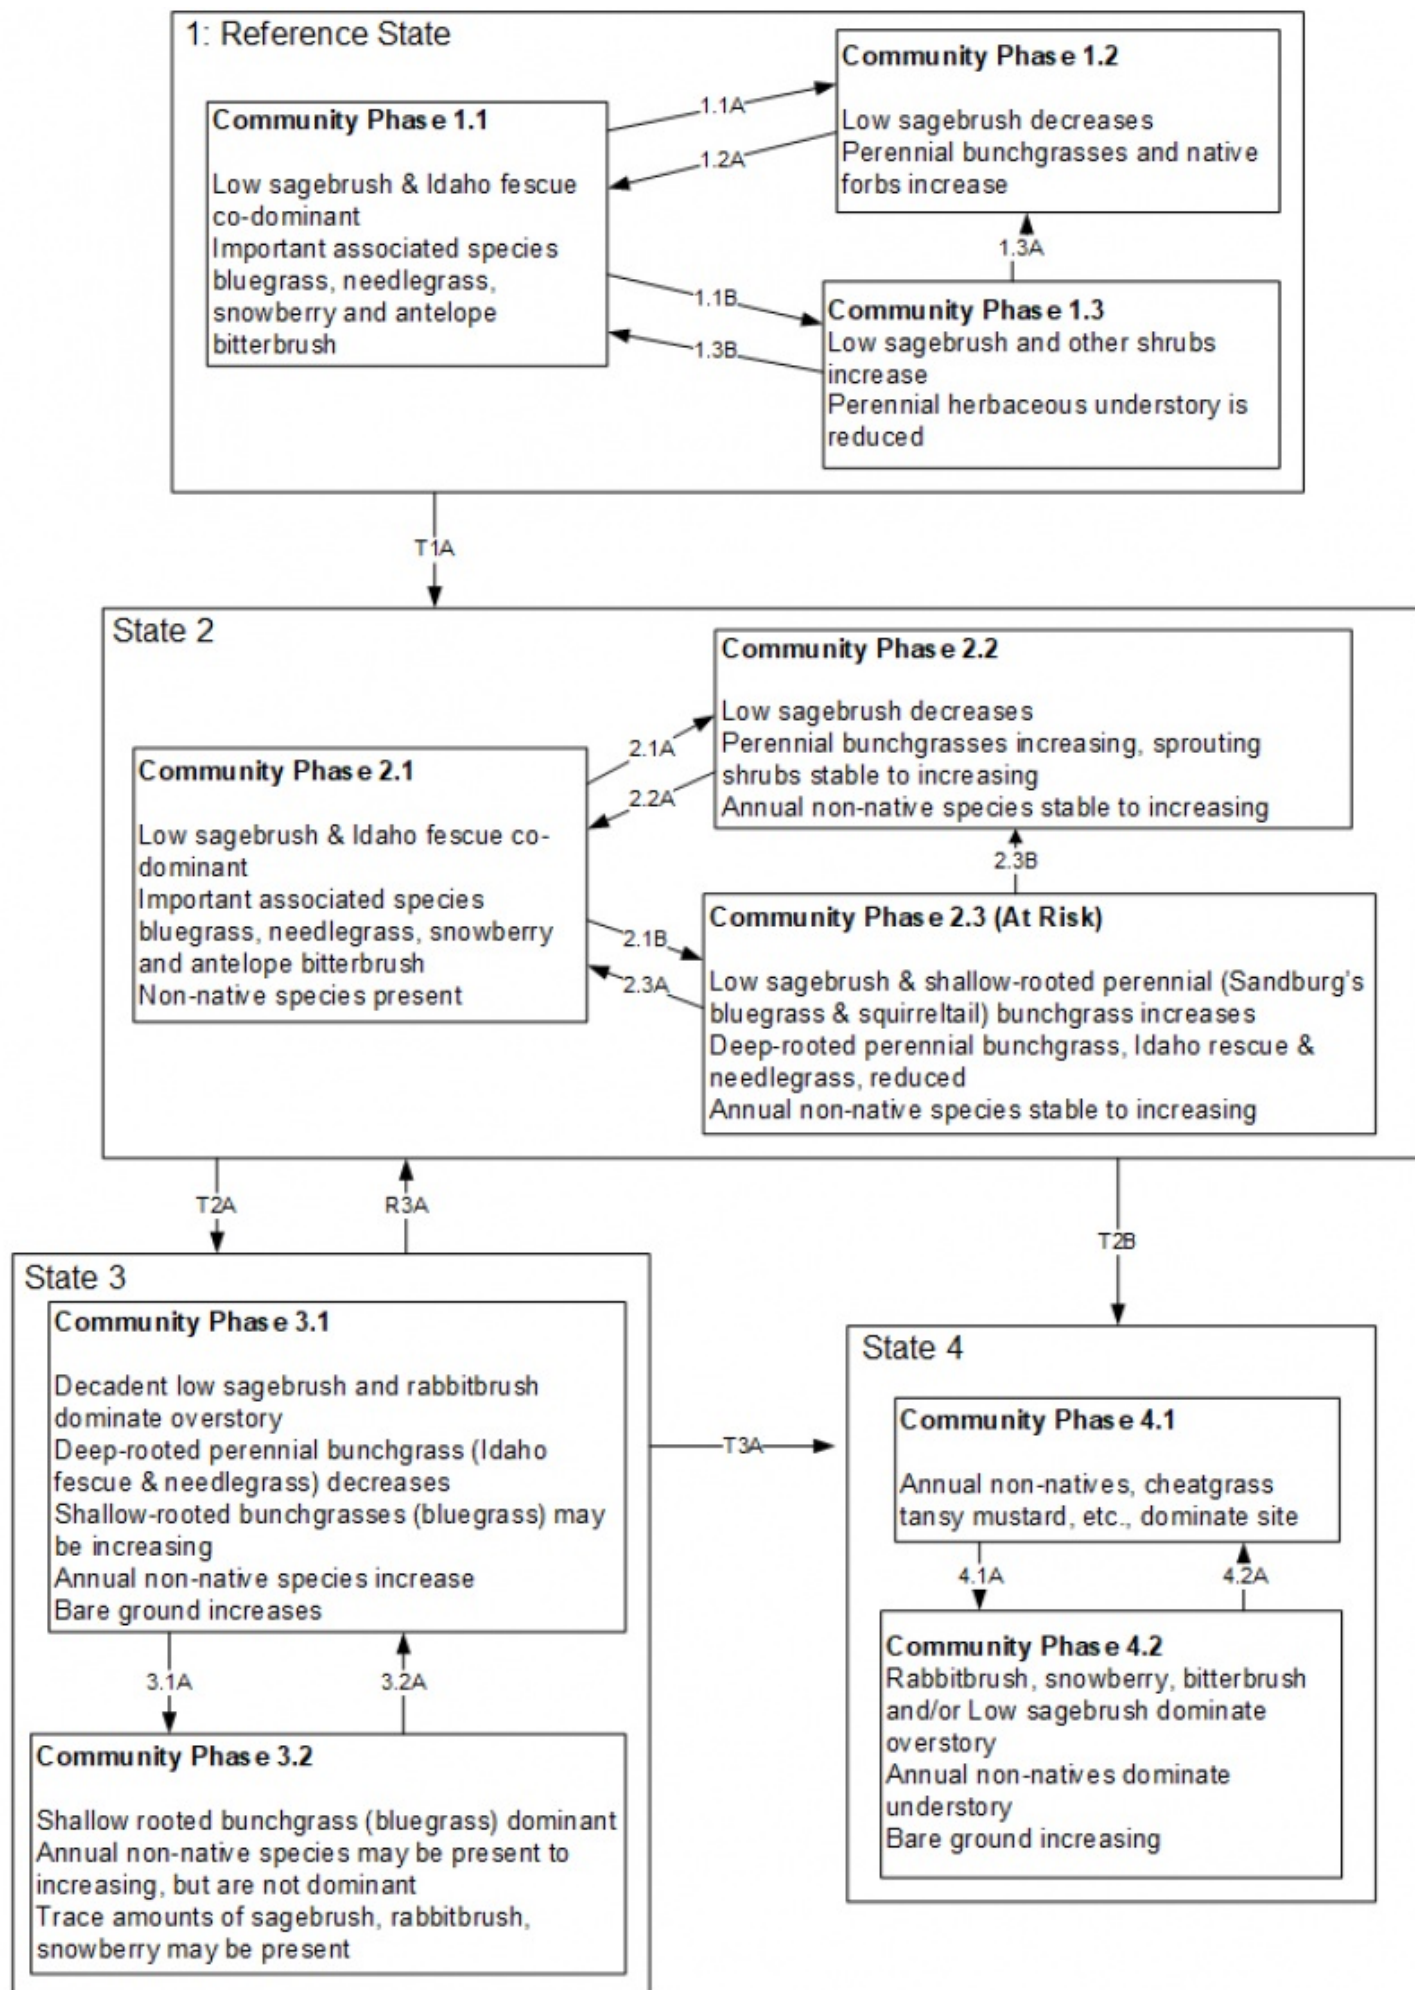 1: Reference State
Community Phase 1.1
Low sagebrush & Idaho fescue
co-dominant
Important associated species
bluegrass, needlegrass,
snowberry and antelope
bitterbrush
1.1A
1.2A
1.1B
1.3B
Community Phase 1.2
Low sagebrush decreases
Perennial bunchgrasses and native
forbs increase
1.3A
Community Phase 1.3
Low sagebrush and other shrubs
increase
Perennial herbaceous understory is
reduced
T1A
State 2
Community Phase 2.1
Low sagebrush & Idaho fescue co-
dominant
Important associated species
bluegrass, needlegrass, snowberry
and antelope bitterbrush
Non-native species present
2.1A
2.2A
2.1B
2.3A
Community Phase 2.2
Low sagebrush decreases
Perennial bunchgrasses increasing, sprouting
shrubs stable to increasing
Annual non-native species stable to increasing
2.3B
Community Phase 2.3 (At Risk)
Low sagebrush & shallow-rooted perennial (Sandburg's
bluegrass & squirreltail) bunchgrass increases
Deep-rooted perennial bunchgrass, Idaho rescue &
needlegrass, reduced
Annual non-native species stable to increasing
T2A
R3A
T2B
State 3
Community Phase 3.1
Decadent low sagebrush and rabbitbrush
dominate overstory
Deep-rooted perennial bunchgrass (Idaho
fescue & needlegrass) decreases
Shallow-rooted bunchgrasses (bluegrass) may
be increasing
Annual non-native species increase
Bare ground increases
3.1A
3.2A
Community Phase 3.2
Shallow rooted bunchgrass (bluegrass) dominant
Annual non-native species may be present to
increasing, but are not dominant
Trace amounts of sagebrush, rabbitbrush,
snowberry may be present
T3A
State 4
Community Phase 4.1
Annual non-natives, cheatgrass
tansy mustard, etc., dominate site
4.1A
4.2A
Community Phase 4.2
Rabbitbrush, snowberry, bitterbrush
and/or Low sagebrush dominate
overstory
Annual non-natives dominate
understory
Bare ground increasing